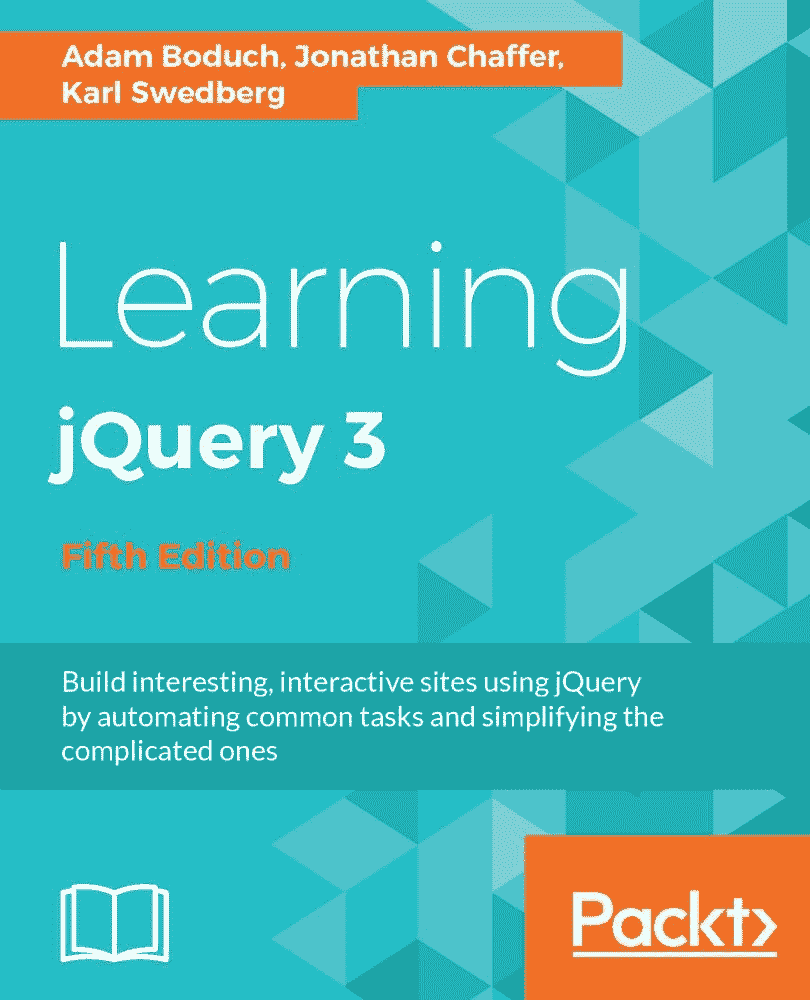 Adam Boduch, Jonathan Chaffer,
Karl Swedberg
Learning
jQuery 3
Fifth Edition
Build interesting, interactive sites using jQuery
by automating common tasks and simplifying the
complicated ones
Packt>